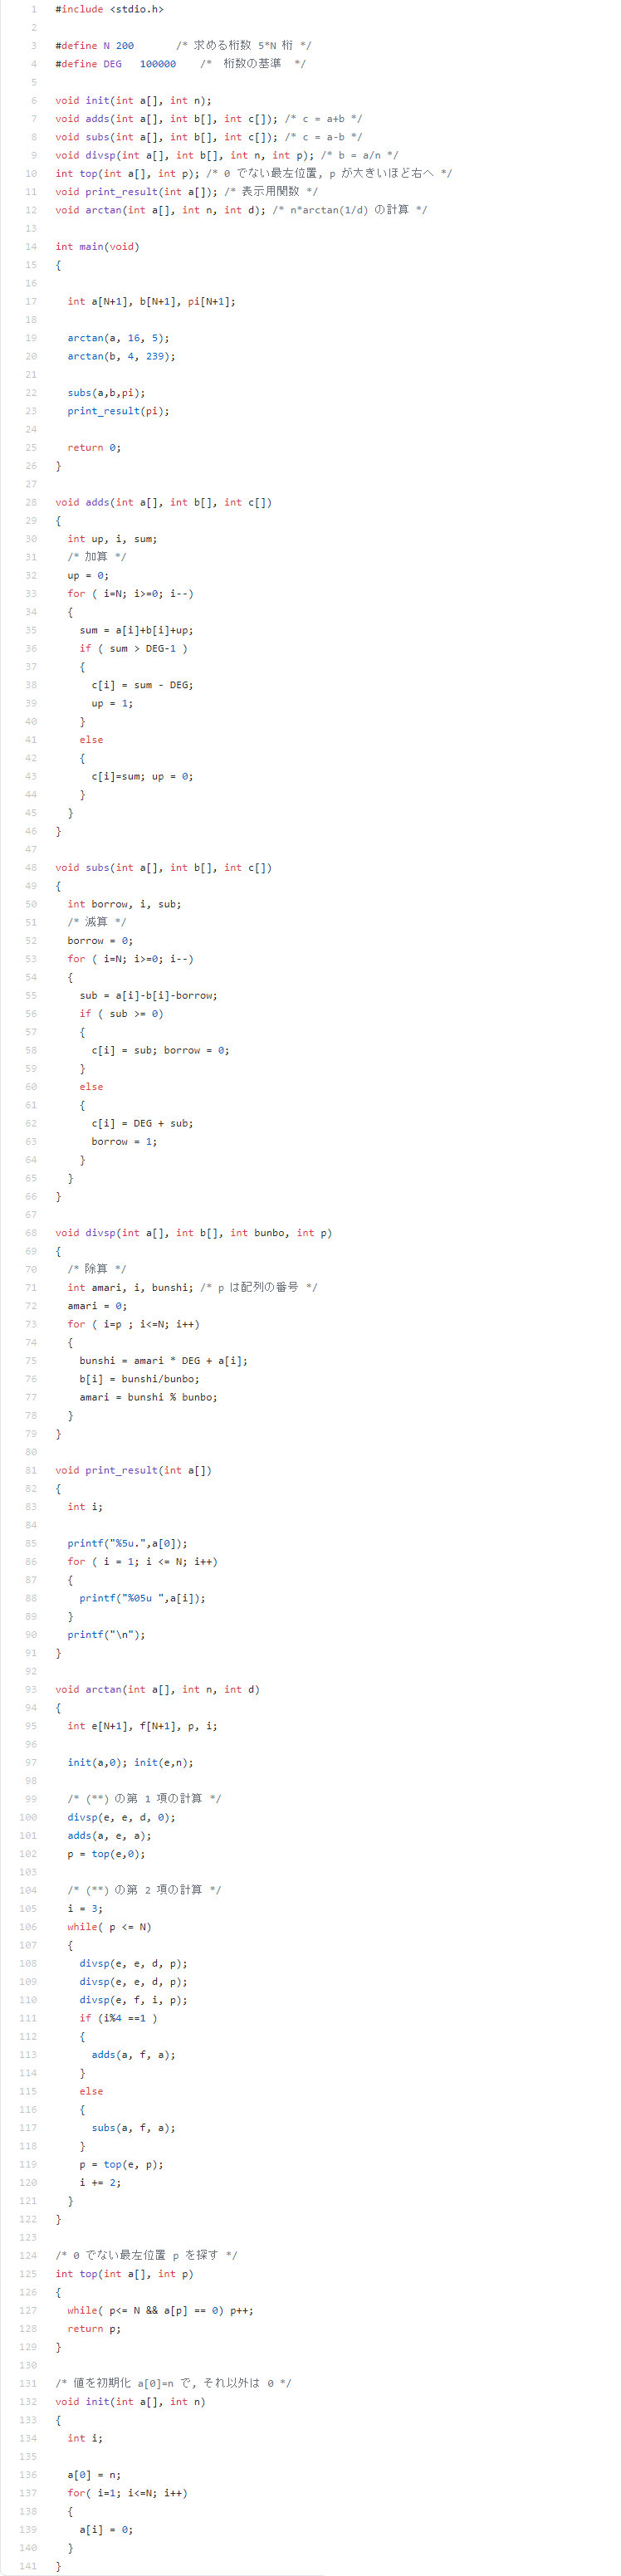 1 #include <stdio.h>
2
3 #define N 200 /* 求める桁数 5*N 桁 */
4 #define DEG 100000 /* 桁数の基準 */
5
6 void init(int a[], int n);
7 void adds(int a[], int b[], int c[]); /* c = a+b */
8 void subs(int a[], int b[], int c[]); /* c = a-b */
9 void divsp(int a[], int b[], int n, int p); /* b = a/n */
10 int top(int a[], int p); /* 0 でない最左位置, p が大きいほど右へ */
11 void print_result(int a[]); /* 表示用関数 */
12 void arctan(int a[], int n, int d); /* n*arctan(1/d) の計算 */
13
14 int main(void)
15 {
16
17 int a[N+1], b[N+1], pi[N+1];
18
19 arctan(a, 16, 5);
20 arctan(b, 4, 239);
21
22 subs(a,b,pi);
23 print_result(pi);
24
25 return 0;
26 }
27
28 void adds(int a[], int b[], int c[])
29 {
30 int up, i, sum;
31 /* 加算 */
32 up = 0;
33 for ( i=N; i>=0; i--)
34 {
35 sum = a[i]+b[i]+up;
36 if ( sum > DEG-1 )
37 {
38 c[i] = sum - DEG;
39 up = 1;
40 }
41 else
42 {
43 c[i]=sum; up = 0;
44 }
45 }
46 }
47
48 void subs(int a[], int b[], int c[])
49 {
50 int borrow, i, sub;
51 /* 減算 */
52 borrow = 0;
53 for ( i=N; i>=0; i--)
54 {
55 sub = a[i]-b[i]-borrow;
56 if ( sub >= 0)
57 {
58 c[i] = sub; borrow = 0;
59 }
60 else
61 {
62 c[i] = DEG + sub;
63 borrow = 1;
64 }
65 }
66 }
67
68 void divsp(int a[], int b[], int bunbo, int p)
69 {
70 /* 除算 */
71 int amari, i, bunshi; /* p は配列の番号 */
72 amari = 0;
73 for ( i=p ; i<=N; i++)
74 {
75 bunshi = amari * DEG + a[i];
76 b[i] = bunshi/bunbo;
77 amari = bunshi % bunbo;
78 }
79 }
80
81 void print_result(int a[])
82 {
83 int i;
84
85 printf("%5u.",a[0]);
86 for ( i = 1; i <= N; i++)
87 {
88 printf("%05u ",a[i]);
89 }
90 printf("\n");
91 }
92
93 void arctan(int a[], int n, int d)
94 {
95 int e[N+1], f[N+1], p, i;
96
97 init(a,0); init(e,n);
98
99 /* (**) の第 1 項の計算 */
100 divsp(e, e, d, 0);
101 adds(a, e, a);
102 p = top(e,0);
103
104 /* (**) の第 2 項の計算 */
105 i = 3;
106 while( p <= N)
107 {
108 divsp(e, e, d, p);
109 divsp(e, e, d, p);
110 divsp(e, f, i, p);
111 if (i%4 ==1 )
112 {
113 adds(a, f, a);
114 }
115 else
116 {
117 subs(a, f, a);
118 }
119 p = top(e, p);
120 i += 2;
121 }
122 }
123
124 /* 0 でない最左位置 p を探す */
125 int top(int a[], int p)
126 {
127 while( p<= N && a[p] == 0) p++;
128 return p;
129 }
130
131 /* 値を初期化 a[0]=n で, それ以外は 0 */
132 void init(int a[], int n)
133 {
134 int i;
135
136 a[0] = n;
137 for( i=1; i<=N; i++)
138 {
139 a[i] = 0;
140 }
141 }